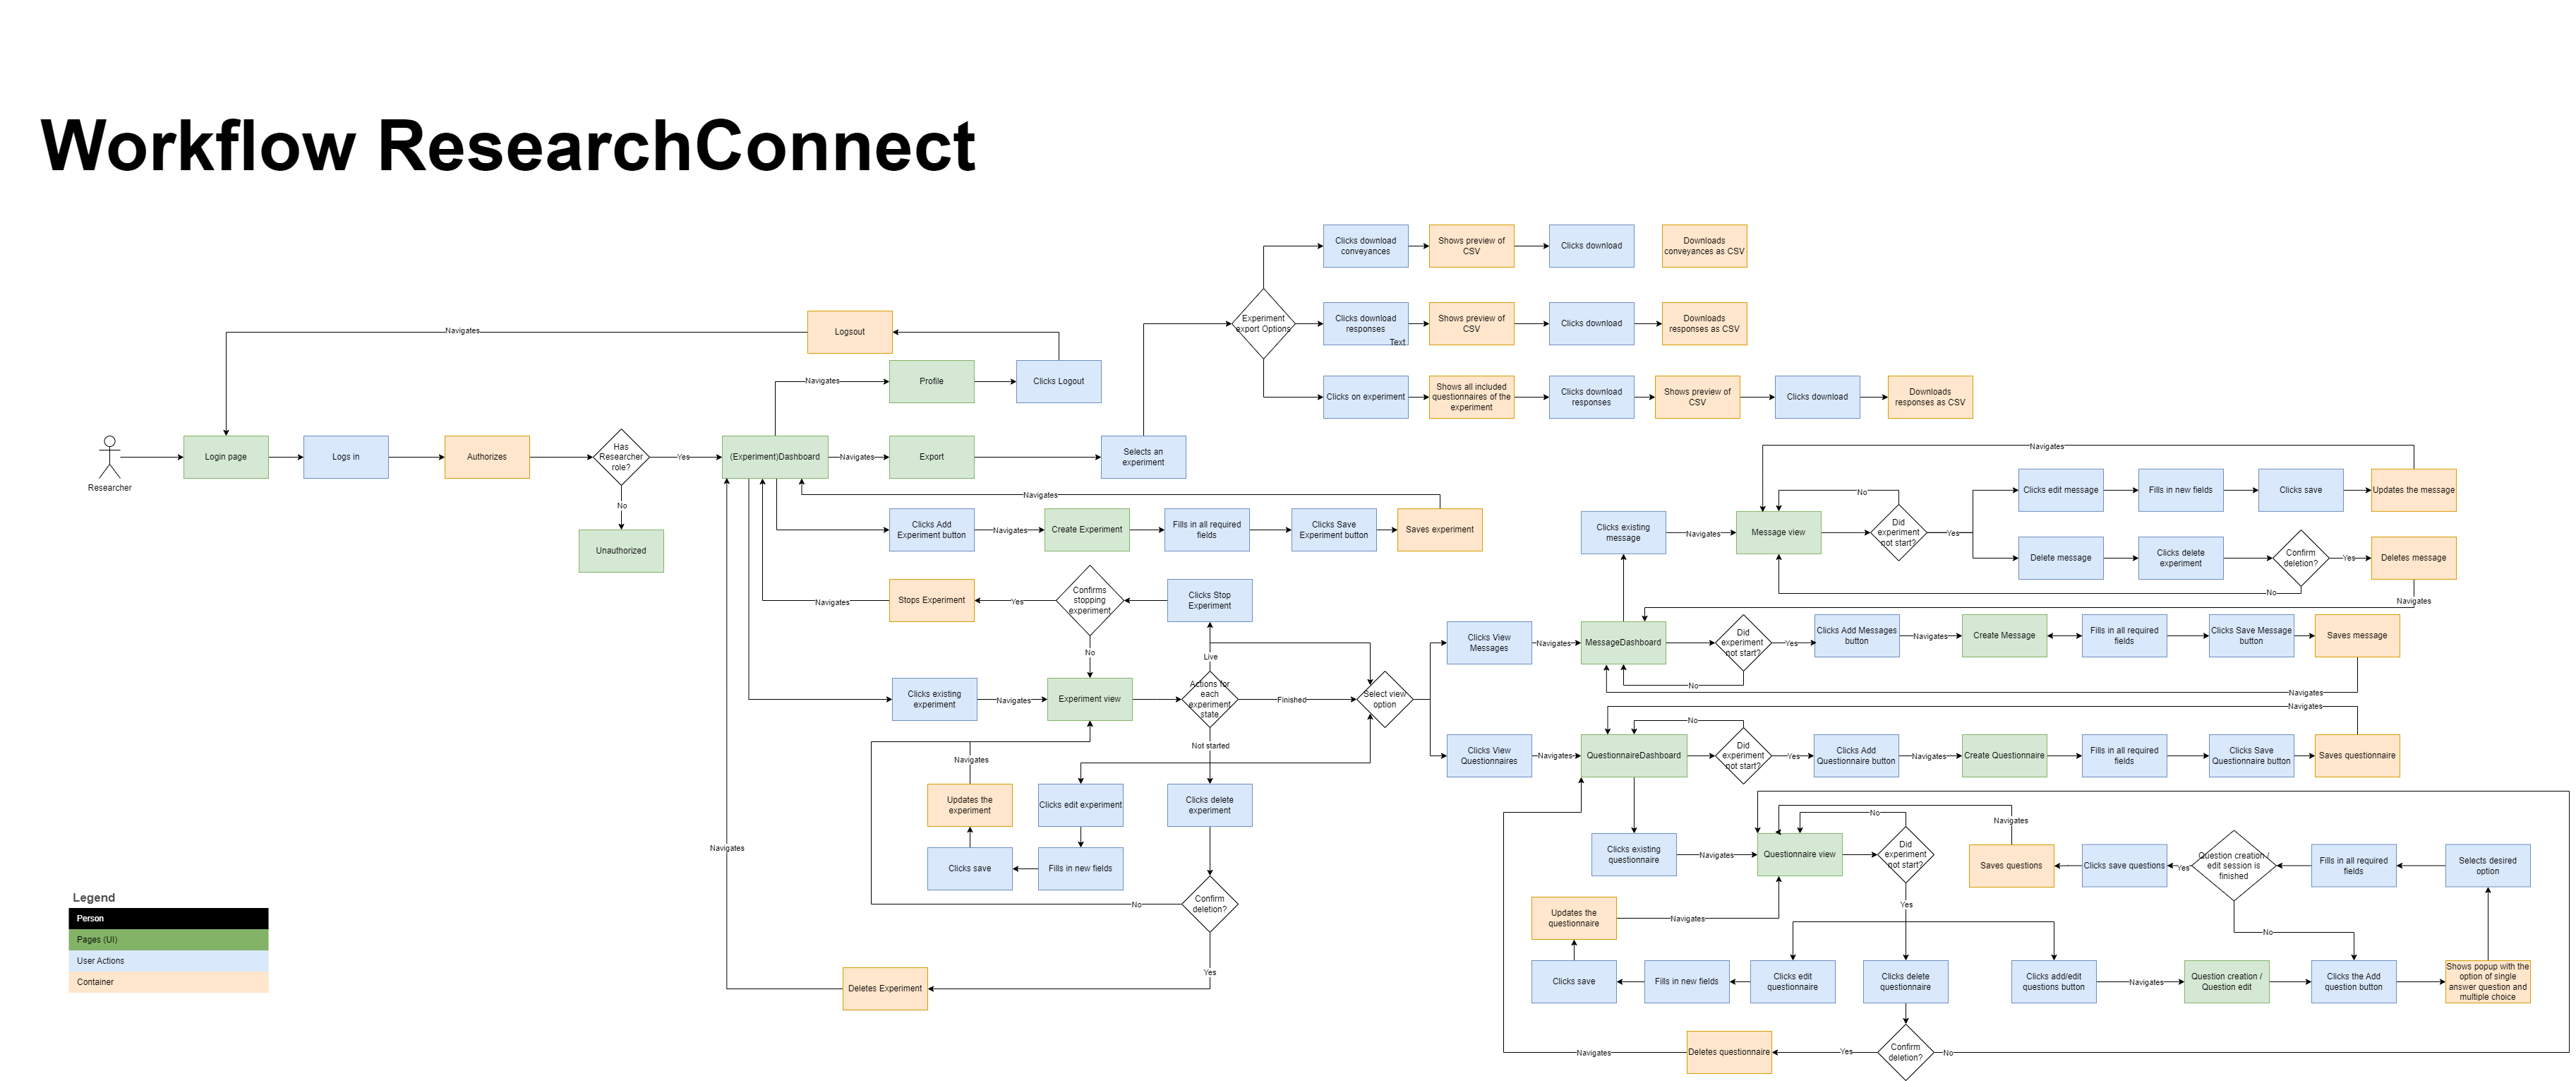 Workflow ResearchConnect
Clicks download
conveyances
Shows preview of
CSV
Clicks download
Downloads
conveyances as CSV
Experiment
export Options
Clicks download
responses
Text
Shows preview of
CSV
Clicks download
Downloads
responses as CSV
Clicks on experiment
Shows all included
questionnaires of the
experiment
Clicks download
responses
Shows preview of
CSV
Clicks download
Downloads
responses as CSV
Navigates
Logsout
Navigates
Profile
Clicks Logout
Researcher
Login page
Logs in
Authorizes
Has
Researcher
role?
Yes
No
Unauthorized
(Experiment)Dashboard
Navigates
Export
Selects an
experiment
Navigates
Clicks Add
Experiment button
Navigates
Create Experiment
Fills in all required
fields
Clicks Save
Experiment button
Saves experiment
Navigates
Stops Experiment
Yes
Confirms
stopping
experiment
No
Clicks Stop
Experiment
Live
Clicks existing
experiment
Navigates
Experiment view
Actions for
each
experiment
state
Finished
Select view
option
Not started
Navigates
Updates the
experiment
Clicks edit experiment
Clicks delete
experiment
Clicks save
Fills in new fields
Navigates
No
Confirm
deletion?
Yes
Deletes Experiment
Navigates
Clicks edit message
Fills in new fields
Clicks save
Updates the message
Clicks existing
message
Navigates
Message view
No
Did
experiment
not start?
Yes
Delete message
Clicks delete
experiment
Confirm
deletion?
Yes
Deletes message
No
Navigates
Clicks View
Messages
Navigates
MessageDashboard
Did
experiment
not start?
Yes
No
Clicks Add Messages
button
Navigates
Create Message
Fills in all required
fields
Clicks Save Message
button
Saves message
Navigates
Navigates
Clicks View
Questionnaires
Navigates
QuestionnaireDashboard
No
Did
experiment
not start?
Yes
Clicks Add
Questionnaire button
Navigates
Create Questionnaire
Fills in all required
fields
Clicks Save
Questionnaire button
Saves questionnaire
Clicks existing
questionnaire
Navigates
Questionnaire view
No
Did
experiment
not start?
Yes
Navigates
Saves questions
Clicks save questions
Yes
Question creation /
edit session is
finished
No
Fills in all required
fields
Selects desired
option
Updates the
questionnaire
Navigates
Clicks save
Fills in new fields
Clicks edit
questionnaire
Clicks delete
questionnaire
Clicks add/edit
questions button
Navigates
Question creation /
Question edit
Clicks the Add
question button
Shows popup with the
option of single
answer question and
multiple choice
Navigates
Deletes questionnaire
Yes
Confirm
deletion?
No
Legend
Person
Pages (UI)
User Actions
Container